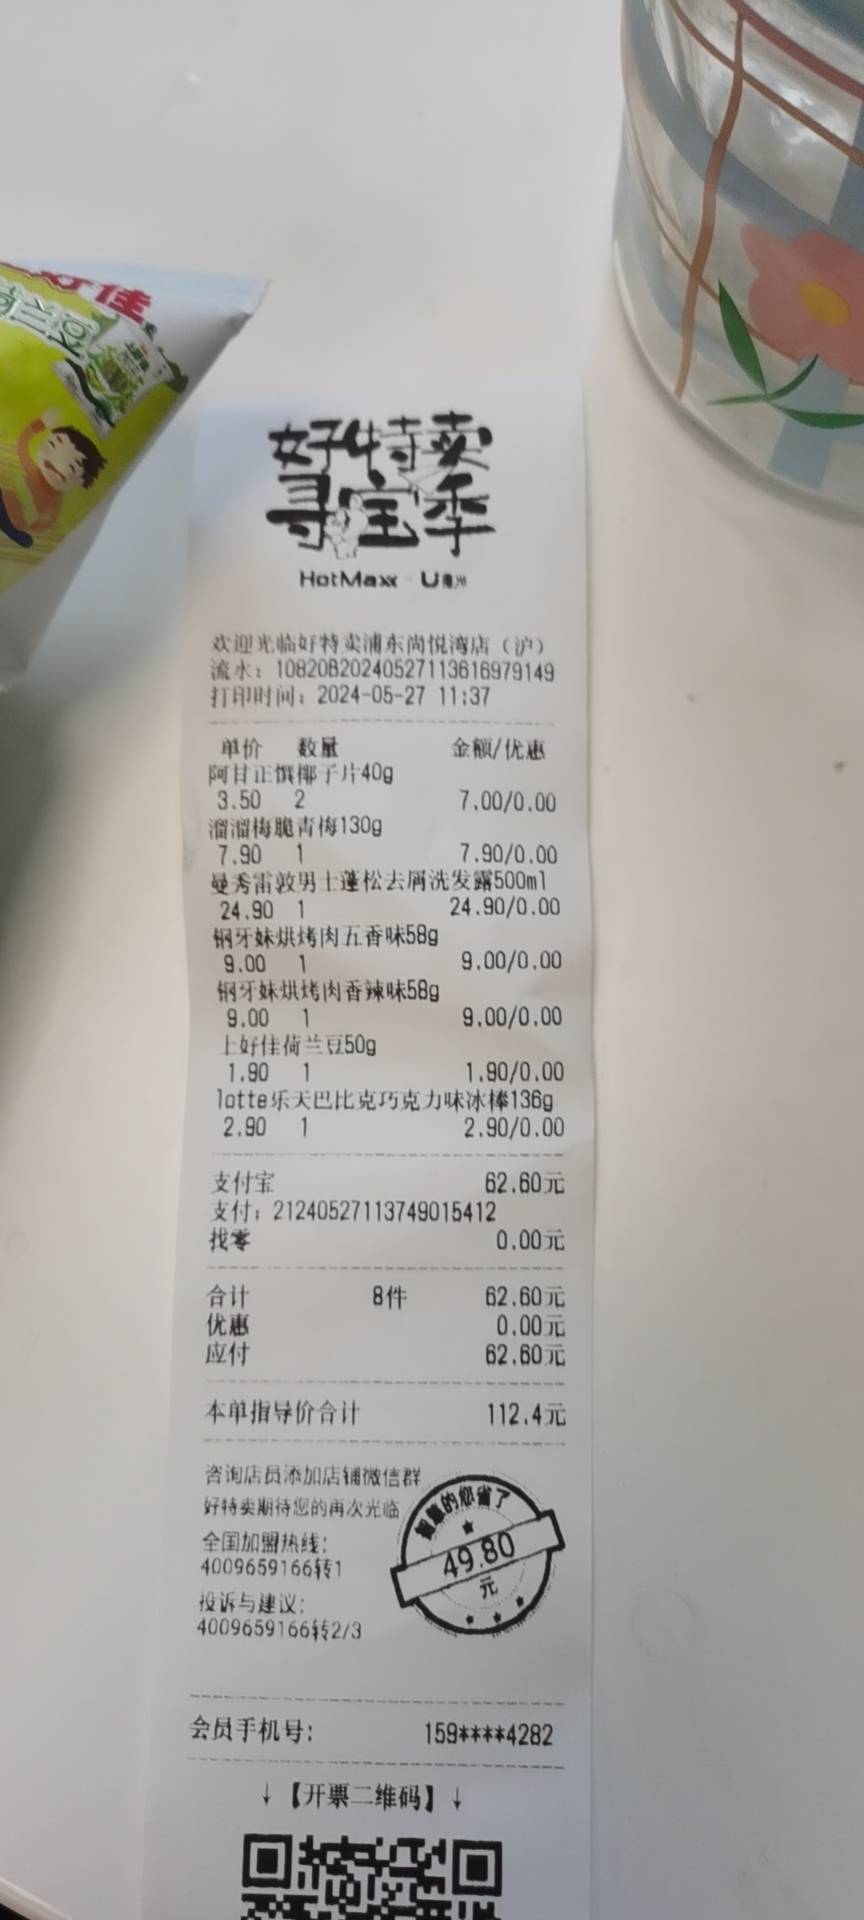 上好佳
荷兰豆
好特卖
寻宝季
HotMaxx
欢迎光临好特卖浦东尚悦湾店（沪）
流水：10820B20240527113616979149
打印时间：2024-05-27 11:37
单价 数量 金额/优惠
阿甘正馔椰子片40g
3.50 2 7.00/0.00
溜溜梅脆青梅130g
7.90 1 7.90/0.00
曼秀雷敦男士蓬松去屑洗发露500ml
24.90 1 24.90/0.00
钢牙妹烘烤肉五香味58g
9.00 1 9.00/0.00
钢牙妹烘烤肉香辣味58g
9.00 1 9.00/0.00
上好佳荷兰豆50g
1.90 1 1.90/0.00
lotte乐天巴比克巧克力味冰棒136g
2.90 1 2.90/0.00
支付宝 62.60元
支付：21240527113749015412
找零 0.00元
合计 8件 62.60元
优惠 0.00元
应付 62.60元
本单指导价合计 112.4元
咨询店员添加店铺微信群
好特卖期待您的再次光临
全国加盟热线：
4009659166转1
投诉与建议：
4009659166转2/3
智慧的您省了
49.80
元
会员手机号： 159****4282
↓【开票二维码】↓